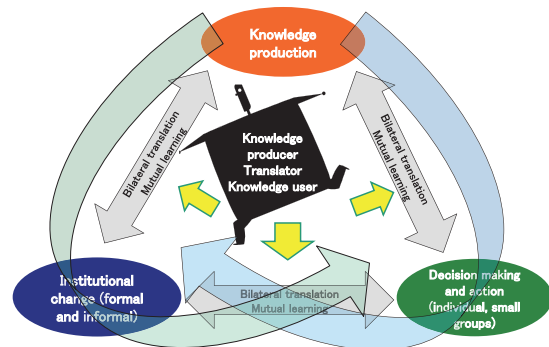 Knowledge
production
Bilateral translation
Mutual learning
Knowledge
producer
Translator
Knowledge user
Bilateral translation
Mutual learning
Institutional
change (formal
and informal)
Bilateral translation
Mutual learning
Decision making
and action
(individual, small
groups)